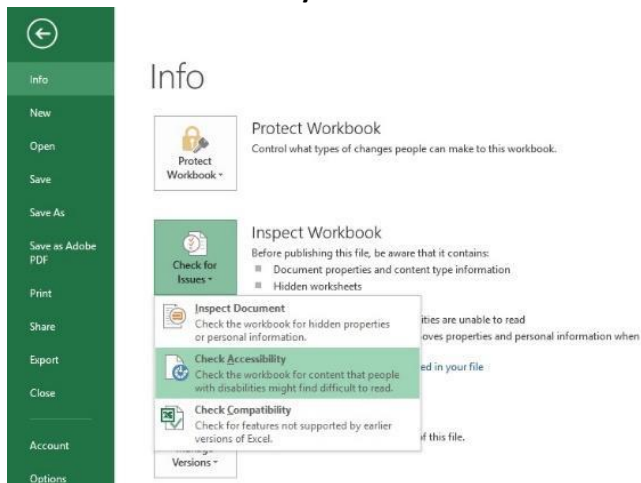 Info
New
Open
Save
Save As
Save as Adobe
PDF
Print
Share
Export
Close
Account
Options
Info
Protect
Workbook
Protect Workbook
Control what types of changes people can make to this workbook.
Check for
Issues
Inspect Workbook
Before publishing this file, be aware that it contains:
Document properties and content type information
Hidden worksheets
ities are unable to read
oves properties and personal information when
ed in your file
Inspect Document
Check the workbook for hidden properties
or personal information.
Check Accessibility
Check the workbook for content that people
with disabilities might find difficult to read.
Check Compatibility
Check for features not supported by earlier
versions of Excel.
of this file.
Versions